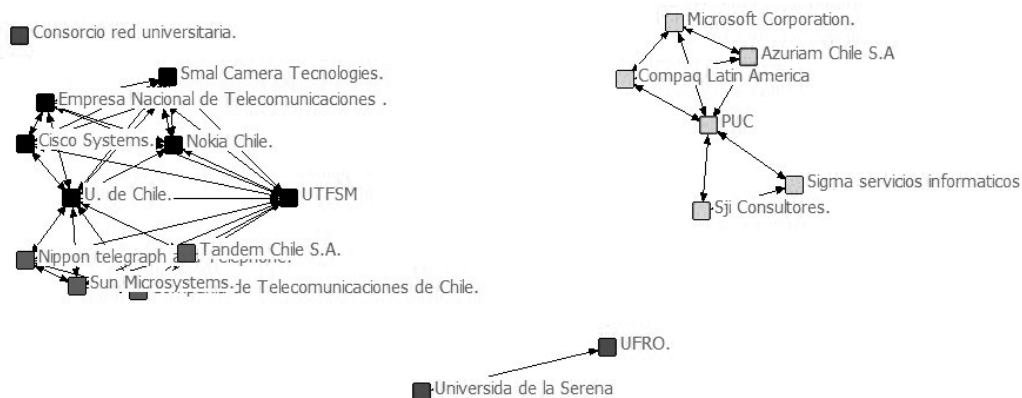 Microsoft Corporation.
Consorcio red universitaria.
Azuriam Chile S.A
Smal Camera Tecnologies.
Compaq Latin America
Empresa Nacional de Telecomunicaciones .
PUC
Cisco Systems.
Nokia Chile.
Sigma servicios informaticos
U. de Chile.
UTFSM
Sji Consultores.
Tandem Chile S.A.
Nippon telegraph a
Sun Microsystems.
de Telecomunicaciones de Chile.
UFRO.
Universida de la Serena